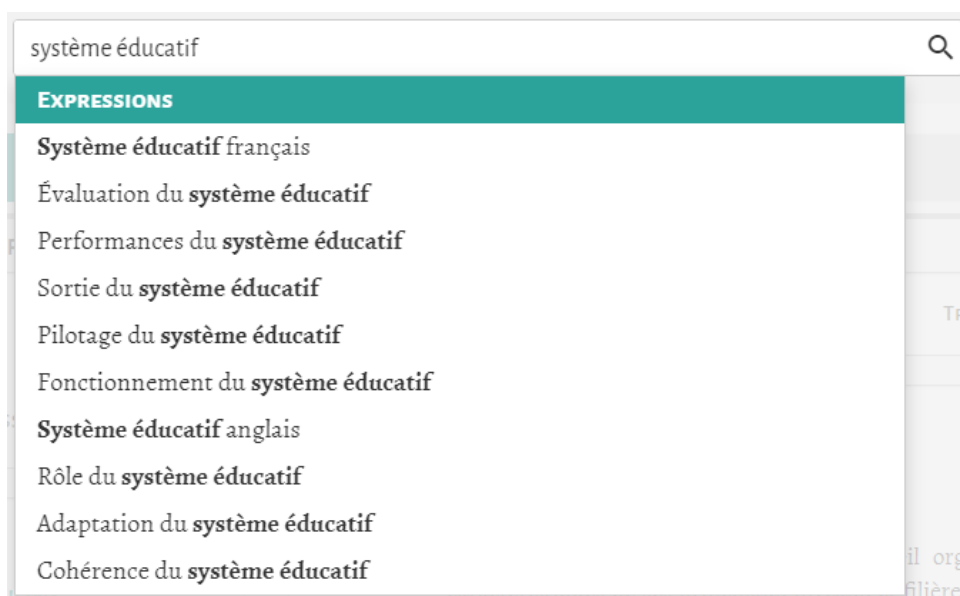 système éducatif
EXPRESSIONS
Système éducatif français
Évaluation du système éducatif
Performances du système éducatif
Sortie du système éducatif
Pilotage du système éducatif
Fonctionnement du système éducatif
Système éducatif anglais
Rôle du système éducatif
Adaptation du système éducatif
Cohérence du système éducatif